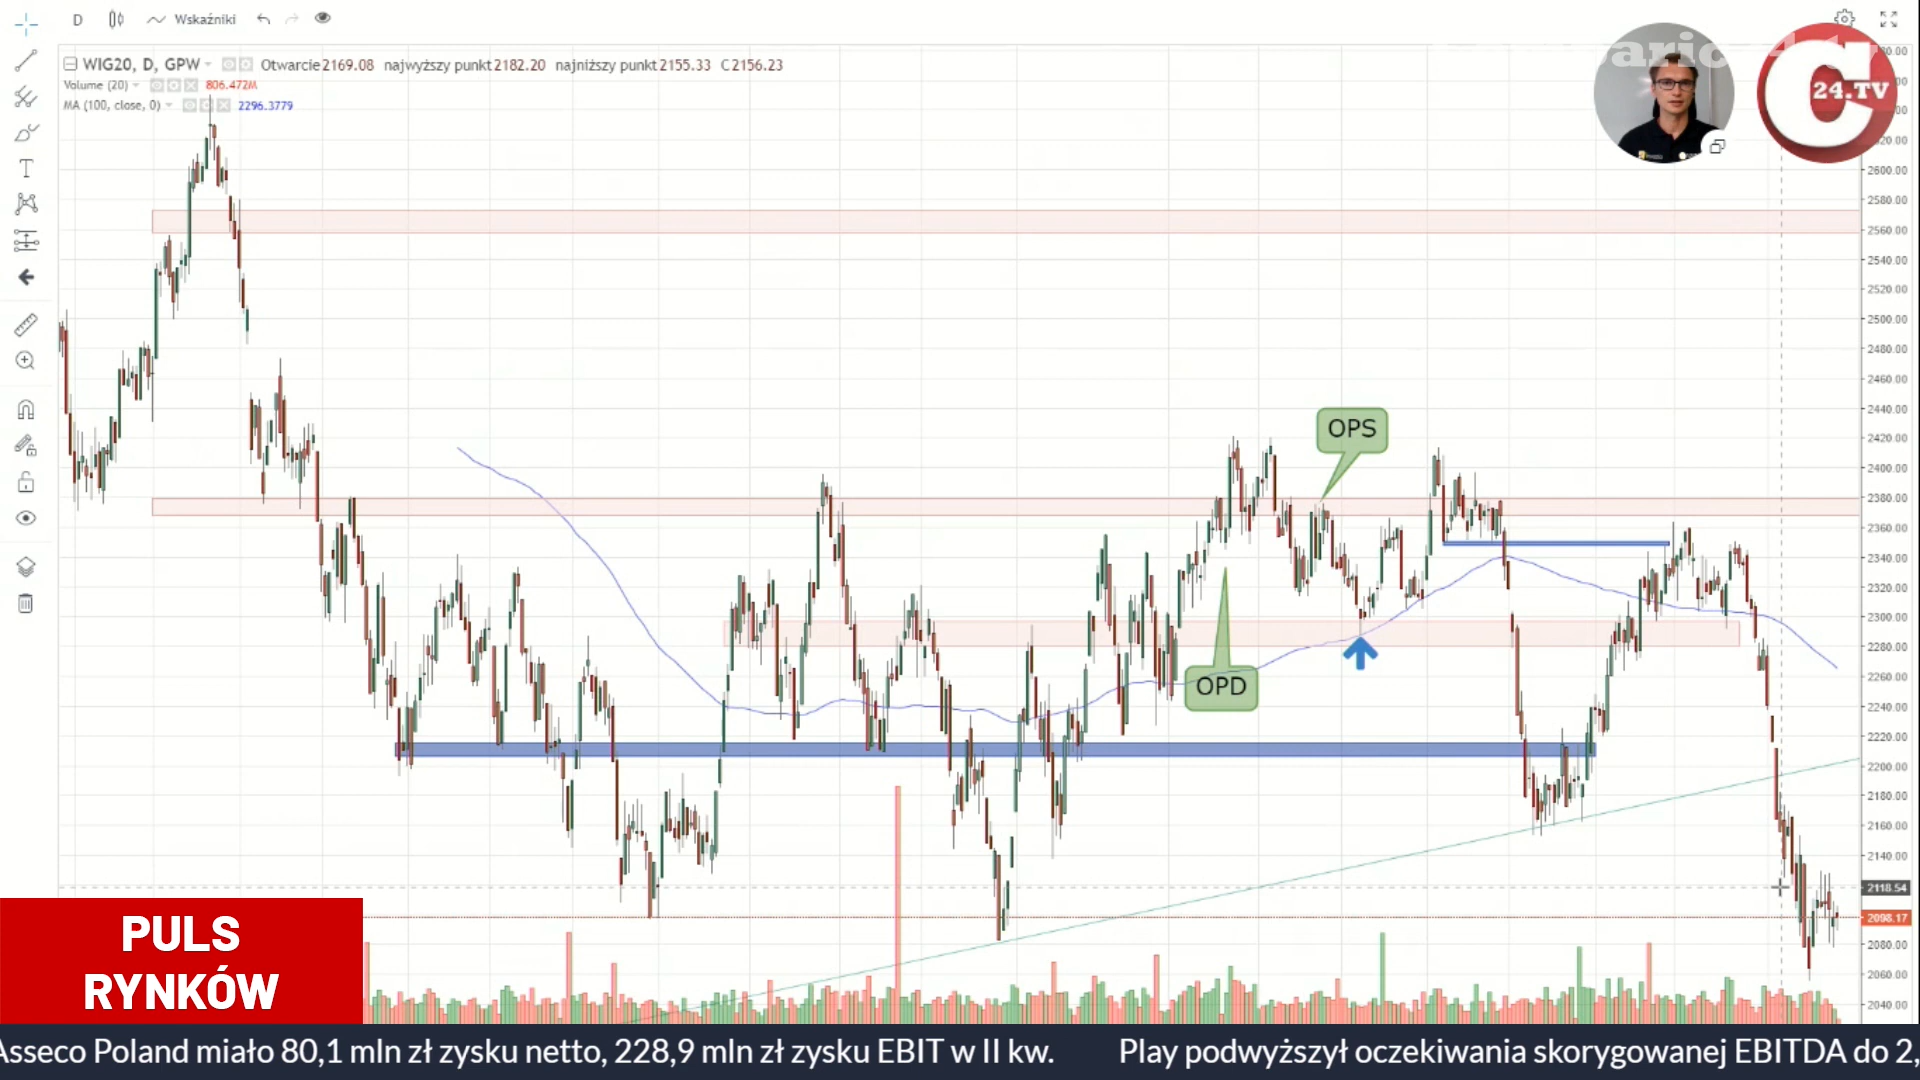 D Wskaźniki
WIG20, D, GPW Otwarcie2169.08 najwyższy punkt2182.20 najniższy punkt2155.33 C2156.23
Volume (20) 806.472M
MA (100, close, 0) 2296.3779
24.TV
OPS
OPD
2600.00
2580.00
2560.00
2540.00
2520.00
2500.00
2480.00
2460.00
2440.00
2420.00
2400.00
2380.00
2360.00
2340.00
2320.00
2300.00
2280.00
2260.00
2240.00
2220.00
2200.00
2180.00
2160.00
2140.00
2118.54
2098.17
2080.00
2060.00
2040.00
PULS
RYNKÓW
Asseco Poland miało 80,1 mln zł zysku netto, 228,9 mln zł zysku EBIT w II kw. Play podwyższył oczekiwania skorygowanej EBITDA do 2,